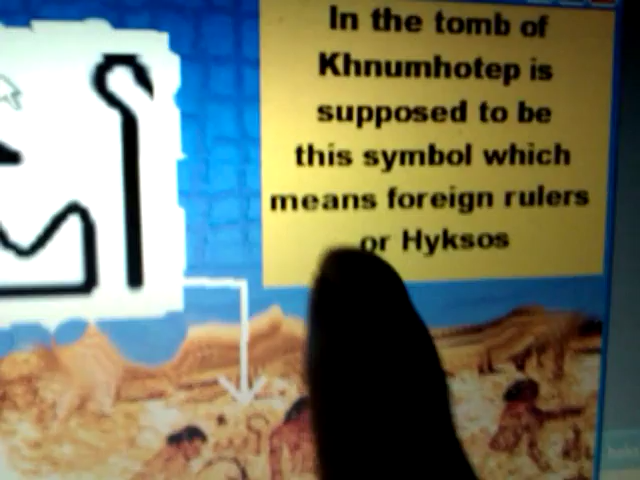 In the tomb of
Khnumhotep is
supposed to be
this symbol which
means foreign rulers
or Hyksos